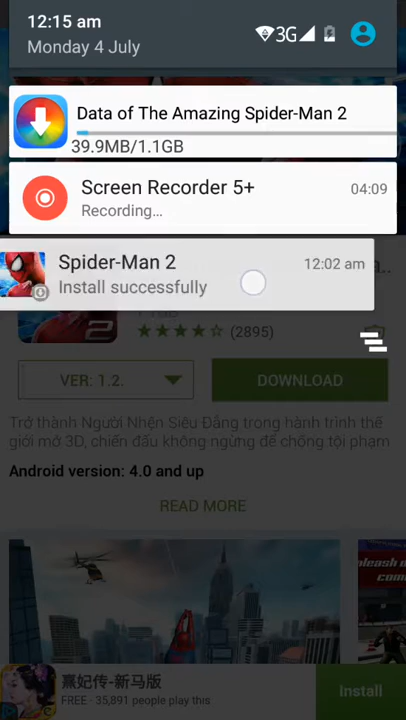 12:15 am
Monday 4 July
3G
Data of The Amazing Spider-Man 2
39.9MB/1.1GB
Screen Recorder 5+
04:09
Recording...
Spider-Man 2
12:02 am
Install successfully
(2895)
VER: 1.2.
DOWNLOAD
Trở thành Người Nhện Siêu Đẳng trong hành trình thế
giới mở 3D, chiến đấu không ngừng để chống tội phạm
Android version: 4.0 and up
READ MORE
熹妃传-新马版
FREE · 35,891 people play this
Install